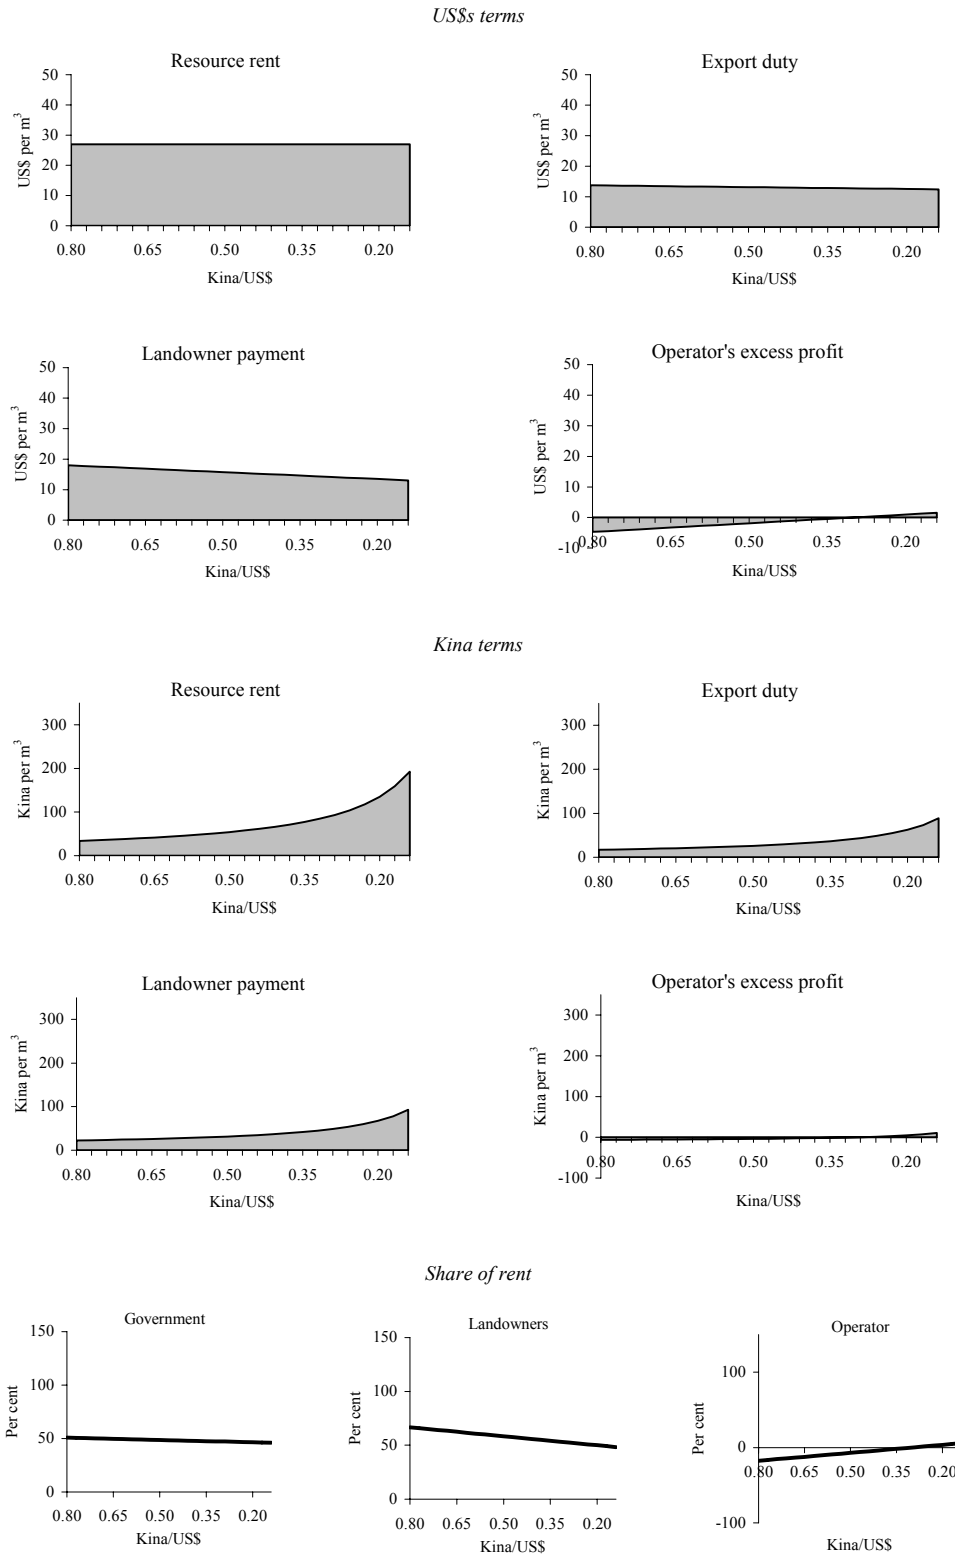 US$s terms
Resource rent
US$ per m³
50
40
30
20
10
0
0.80 0.65 0.50 0.35 0.20
Kina/US$
Export duty
US$ per m³
50
40
30
20
10
0
0.80 0.65 0.50 0.35 0.20
Kina/US$
Landowner payment
US$ per m³
50
40
30
20
10
0
0.80 0.65 0.50 0.35 0.20
Kina/US$
Operator's excess profit
US$ per m³
50
40
30
20
10
0
-10
0.80 0.65 0.50 0.35 0.20
Kina/US$
Kina terms
Resource rent
Kina per m³
300
200
100
0
0.80 0.65 0.50 0.35 0.20
Kina/US$
Export duty
Kina per m³
300
200
100
0
0.80 0.65 0.50 0.35 0.20
Kina/US$
Landowner payment
Kina per m³
300
200
100
0
0.80 0.65 0.50 0.35 0.20
Kina/US$
Operator's excess profit
Kina per m³
300
200
100
0
-100
0.80 0.65 0.50 0.35 0.20
Kina/US$
Share of rent
Government
Per cent
150
100
50
0
0.80 0.65 0.50 0.35 0.20
Kina/US$
Landowners
Per cent
150
100
50
0
0.80 0.65 0.50 0.35 0.20
Kina/US$
Operator
Per cent
100
0
-100
0.80 0.65 0.50 0.35 0.20
Kina/US$